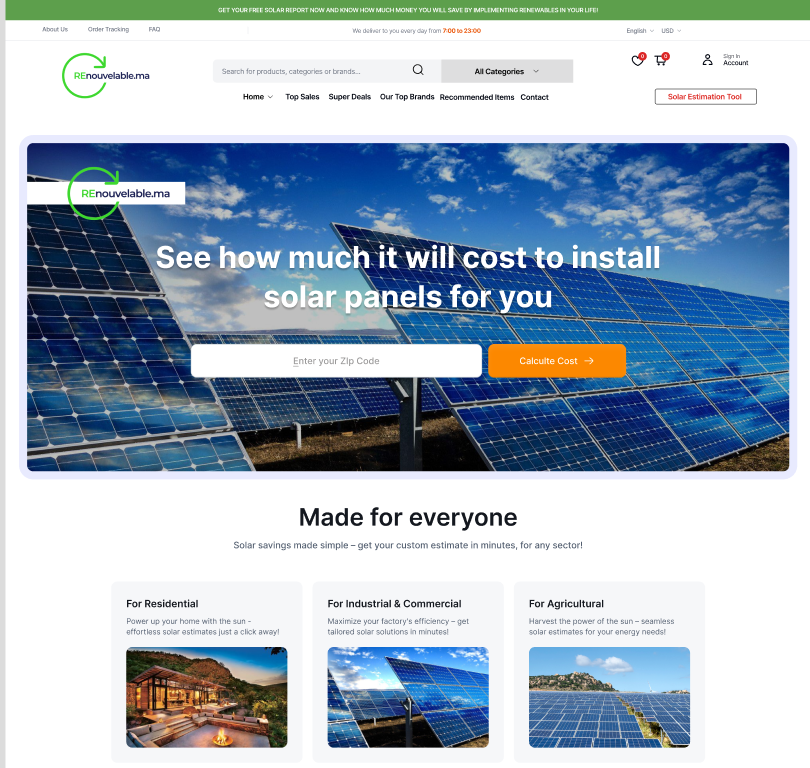 GET YOUR FREE SOLAR REPORT NOW AND KNOW HOW MUCH MONEY YOU WILL SAVE BY IMPLEMENTING RENEWABLES IN YOUR LIFE!
About Us Order Tracking FAQ We deliver to you every day from 7:00 to 23:00 English USD
REnouvelable.ma
Search for products, categories or brands... All Categories
0 0
Sign In
Account
Home Top Sales Super Deals Our Top Brands Recommended Items Contact
Solar Estimation Tool
REnouvelable.ma
See how much it will cost to install
solar panels for you
Enter your ZIp Code Calculte Cost →
Made for everyone
Solar savings made simple – get your custom estimate in minutes, for any sector!
For Residential
Power up your home with the sun -
effortless solar estimates just a click away!
For Industrial & Commercial
Maximize your factory's efficiency – get
tailored solar solutions in minutes!
For Agricultural
Harvest the power of the sun – seamless
solar estimates for your energy needs!